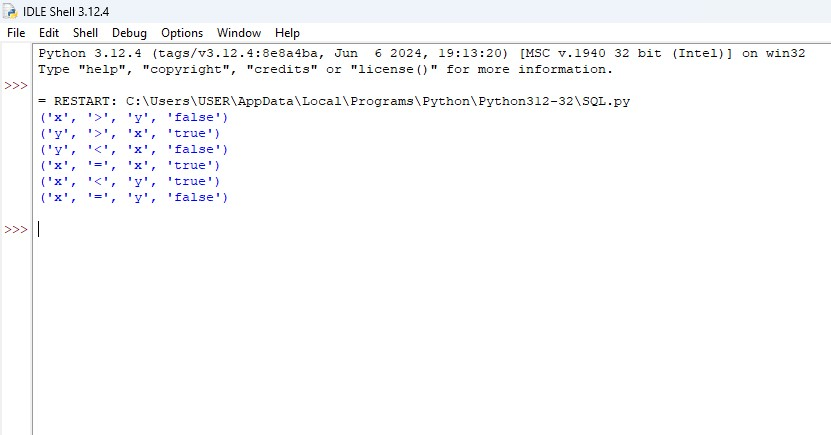 IDLE Shell 3.12.4
File Edit Shell Debug Options Window Help
Python 3.12.4 (tags/v3.12.4:8e8a4ba, Jun  6 2024, 19:13:20) [MSC v.1940 32 bit (Intel)] on win32
Type "help", "copyright", "credits" or "license()" for more information.
>>>
= RESTART: C:\Users\USER\AppData\Local\Programs\Python\Python312-32\SQL.py
('x', '>', 'y', 'false')
('y', '>', 'x', 'true')
('y', '<', 'x', 'false')
('x', '=', 'x', 'true')
('x', '<', 'y', 'true')
('x', '=', 'y', 'false')
>>>